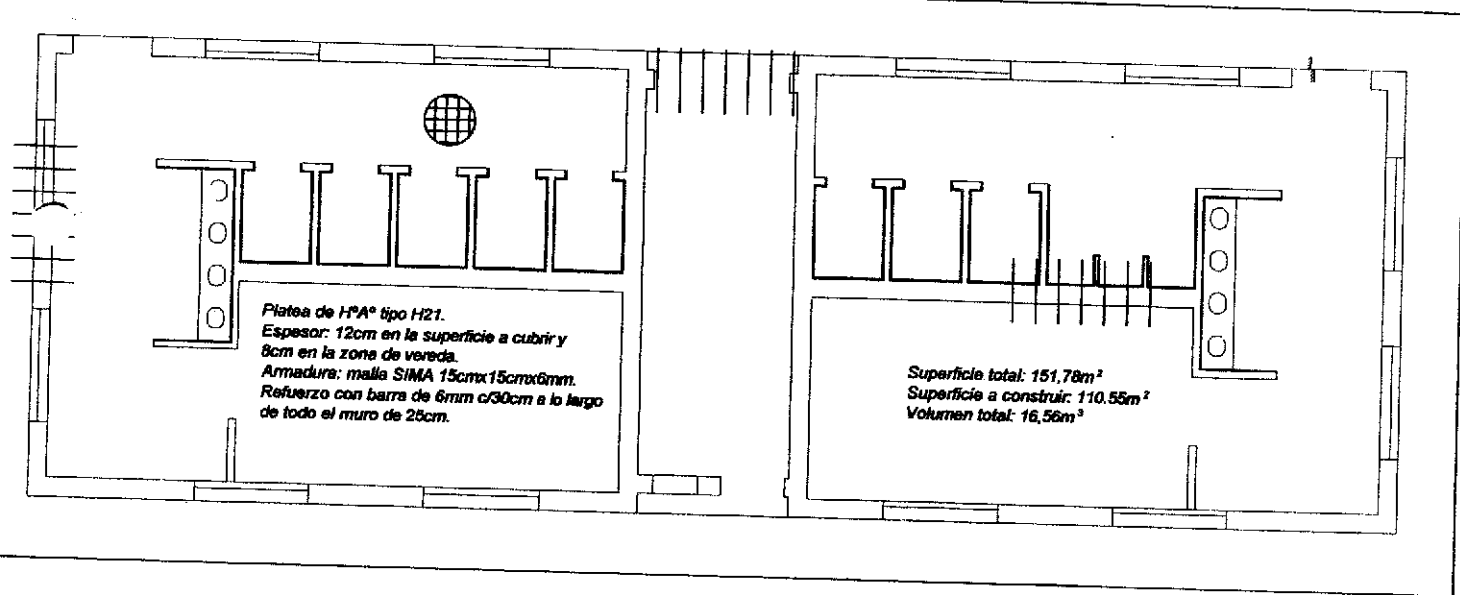 Platea de HºAº tipo H21.
Espesor: 12cm en la superficie a cubrir y
8cm en la zona de vereda.
Armadura: malla SIMA 15cmx15cmx6mm.
Refuerzo con barra de 6mm c/30cm a lo largo
de todo el muro de 25cm.
Superficie total: 151,78m²
Superficie a construir: 110.55m²
Volumen total: 16,56m³